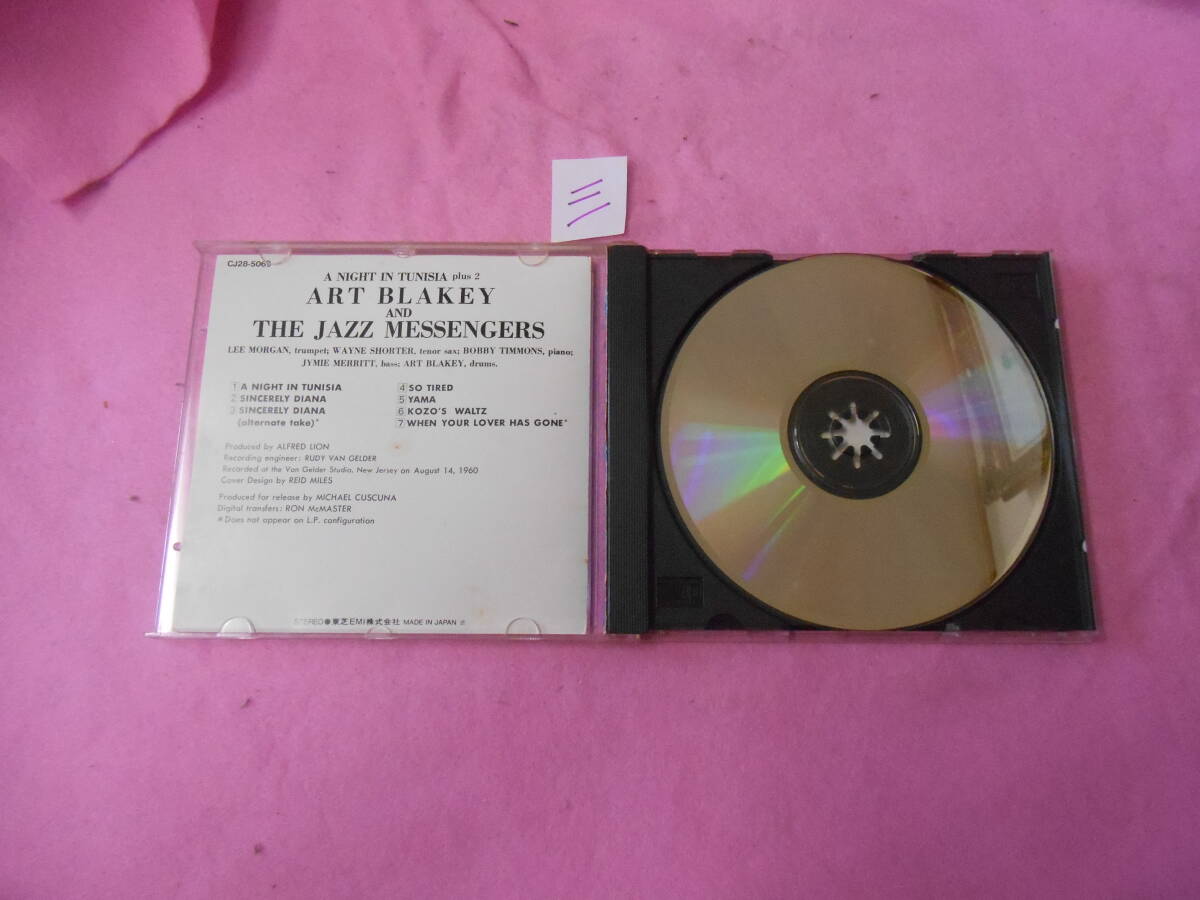 三
CJ28-506
A NIGHT IN TUNISIA plus 2
ART BLAKEY
AND
THE JAZZ MESSENGERS
LEE MORGAN, trumpet; WAYNE SHORTER, tenor sax; BOBBY TIMMONS, piano;
JYMIE MERRITT, bass; ART BLAKEY, drums.
1 A NIGHT IN TUNISIA
2 SINCERELY DIANA
3 SINCERELY DIANA
(alternate take)*
4 SO TIRED
5 YAMA
6 KOZO'S WALTZ
7 WHEN YOUR LOVER HAS GONE*
Produced by ALFRED LION
Recording engineer: RUDY VAN GELDER
Recorded at the Van Gelder Studio, New Jersey on August 14, 1960
Cover Design by REID MILES
Produced for release by MICHAEL CUSCUNA
Digital transfers: RON McMASTER
*Does not appear on L.P. configuration
STEREO●東芝EMI株式会社 MADE IN JAPAN